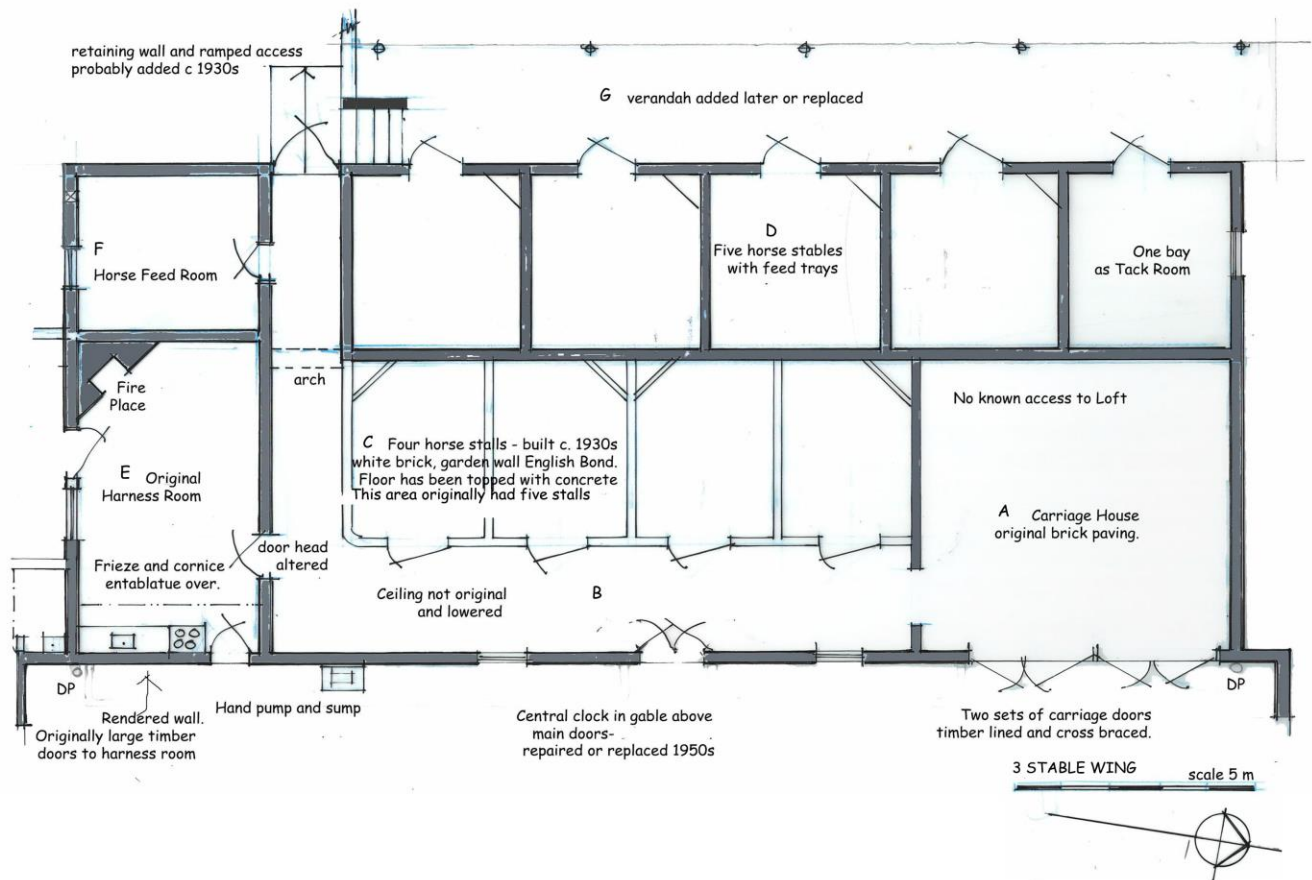 retaining wall and ramped access
probably added c 1930s
G verandah added later or replaced
F
Horse Feed Room
D
Five horse stables
with feed trays
One bay
as Tack Room
Fire
Place
arch
No known access to Loft
C Four horse stalls - built c. 1930s
white brick, garden wall English Bond.
Floor has been topped with concrete
This area originally had five stalls
E Original
Harness Room
A Carriage House
original brick paving.
door head
altered
Frieze and cornice
entablatue over.
Ceiling not original
and lowered
B
DP
Rendered wall.
Originally large timber
doors to harness room
Hand pump and sump
Central clock in gable above
main doors-
repaired or replaced 1950s
Two sets of carriage doors
timber lined and cross braced.
DP
3 STABLE WING
scale 5 m